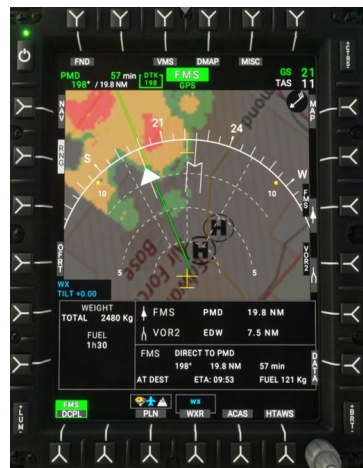 FND VMS DMAP MISC
PMD 57 min DTK FMS GS 21
198° / 19.8 NM 198 GPS TAS 11
CTRS
NAV
MAP
RNG
21
24
S
W
10
10
FMS
H
H
VOR2
OFRT
5
5
WX
TILT +0.00
WEIGHT
TOTAL 2480 Kg
FUEL
1h30
FMS PMD 19.8 NM
VOR2 EDW 7.5 NM
FMS DIRECT TO PMD
198° 19.8 NM 57 min
AT DEST ETA: 09:53 FUEL 121 Kg
DATA
FMS
DCPL PLN WX
WXR ACAS HTAWS
+LUM-
+BRT-